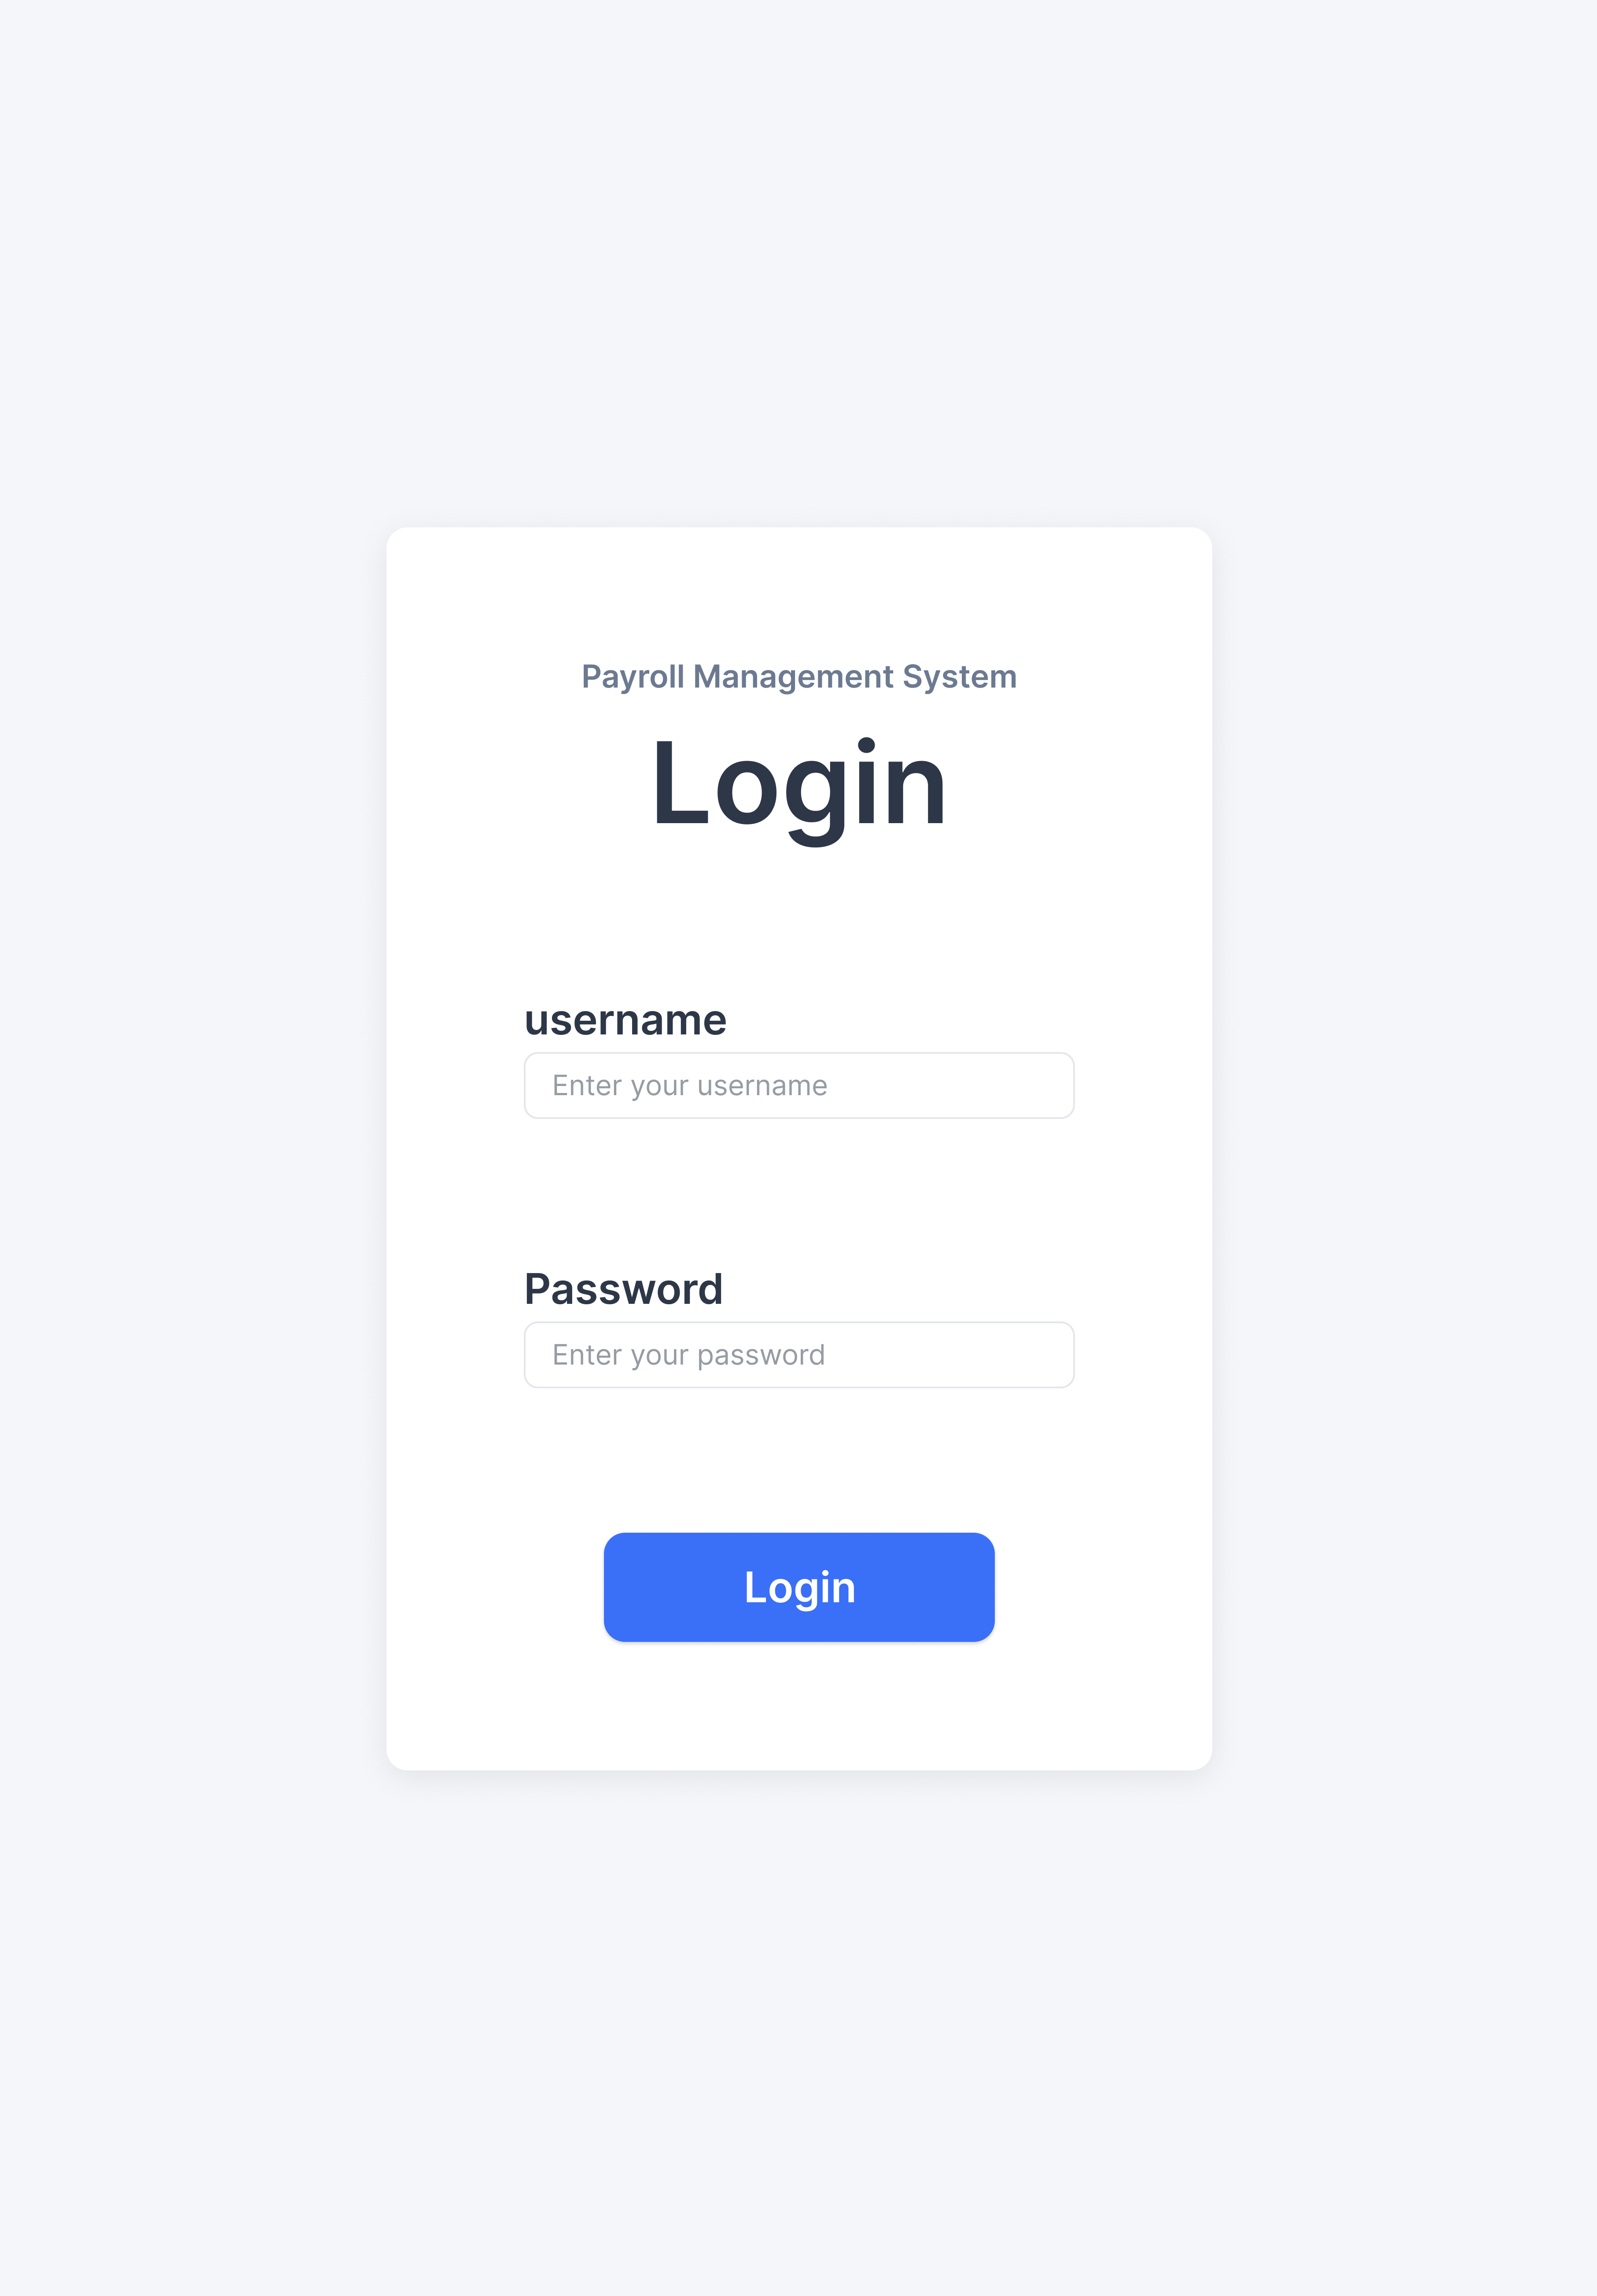 Payroll Management System
Login
username
Enter your username
Password
Enter your password
Login